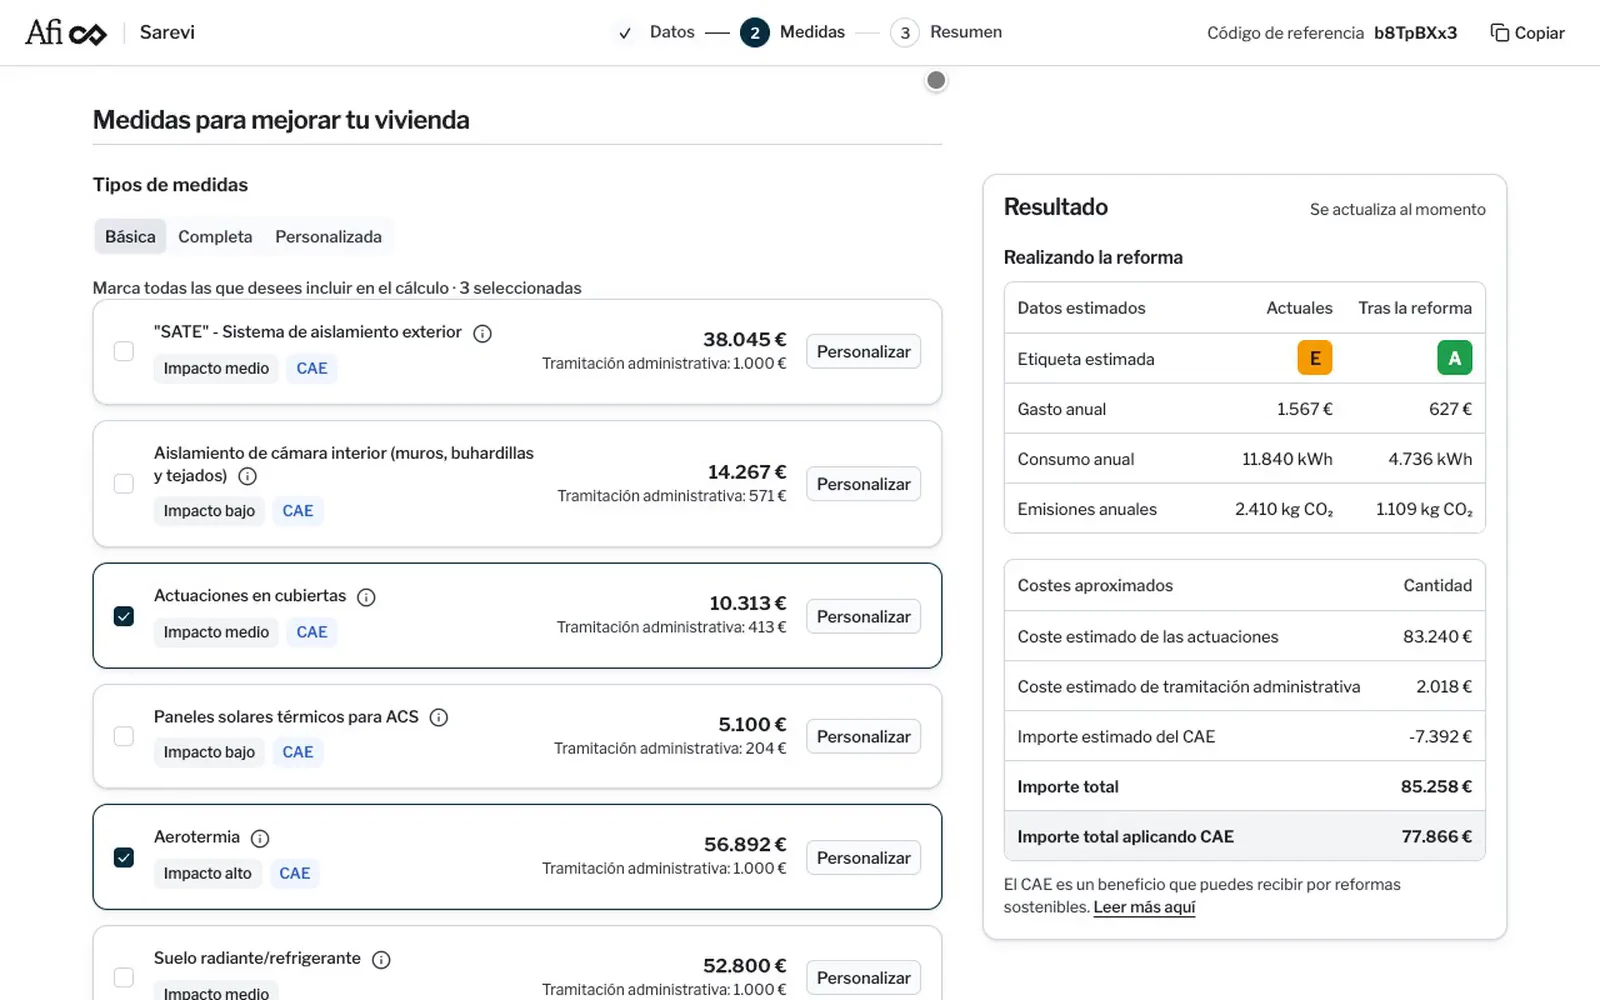 Afi
Sarevi
Datos
2
Medidas
3
Resumen
Código de referencia b8TpBXx3
Copiar
Medidas para mejorar tu vivienda
Tipos de medidas
Básica
Completa
Personalizada
Marca todas las que desees incluir en el cálculo · 3 seleccionadas
"SATE" - Sistema de aislamiento exterior
Impacto medio
CAE
38.045 €
Tramitación administrativa: 1.000 €
Personalizar
Aislamiento de cámara interior (muros, buhardillas
y tejados)
Impacto bajo
CAE
14.267 €
Tramitación administrativa: 571 €
Personalizar
Actuaciones en cubiertas
Impacto medio
CAE
10.313 €
Tramitación administrativa: 413 €
Personalizar
Paneles solares térmicos para ACS
Impacto bajo
CAE
5.100 €
Tramitación administrativa: 204 €
Personalizar
Aerotermia
Impacto alto
CAE
56.892 €
Tramitación administrativa: 1.000 €
Personalizar
Suelo radiante/refrigerante
Impacto medio
52.800 €
Tramitación administrativa: 1.000 €
Personalizar
Resultado
Se actualiza al momento
Realizando la reforma
Datos estimados Actuales Tras la reforma
Etiqueta estimada E A
Gasto anual 1.567 € 627 €
Consumo anual 11.840 kWh 4.736 kWh
Emisiones anuales 2.410 kg CO₂ 1.109 kg CO₂
Costes aproximados Cantidad
Coste estimado de las actuaciones 83.240 €
Coste estimado de tramitación administrativa 2.018 €
Importe estimado del CAE -7.392 €
Importe total 85.258 €
Importe total aplicando CAE 77.866 €
El CAE es un beneficio que puedes recibir por reformas
sostenibles. Leer más aquí